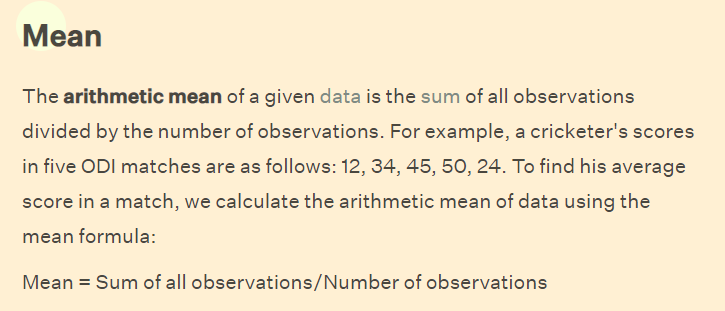 Mean
The arithmetic mean of a given data is the sum of all observations
divided by the number of observations. For example, a cricketer's scores
in five ODI matches are as follows: 12, 34, 45, 50, 24. To find his average
score in a match, we calculate the arithmetic mean of data using the
mean formula:
Mean = Sum of all observations/Number of observations